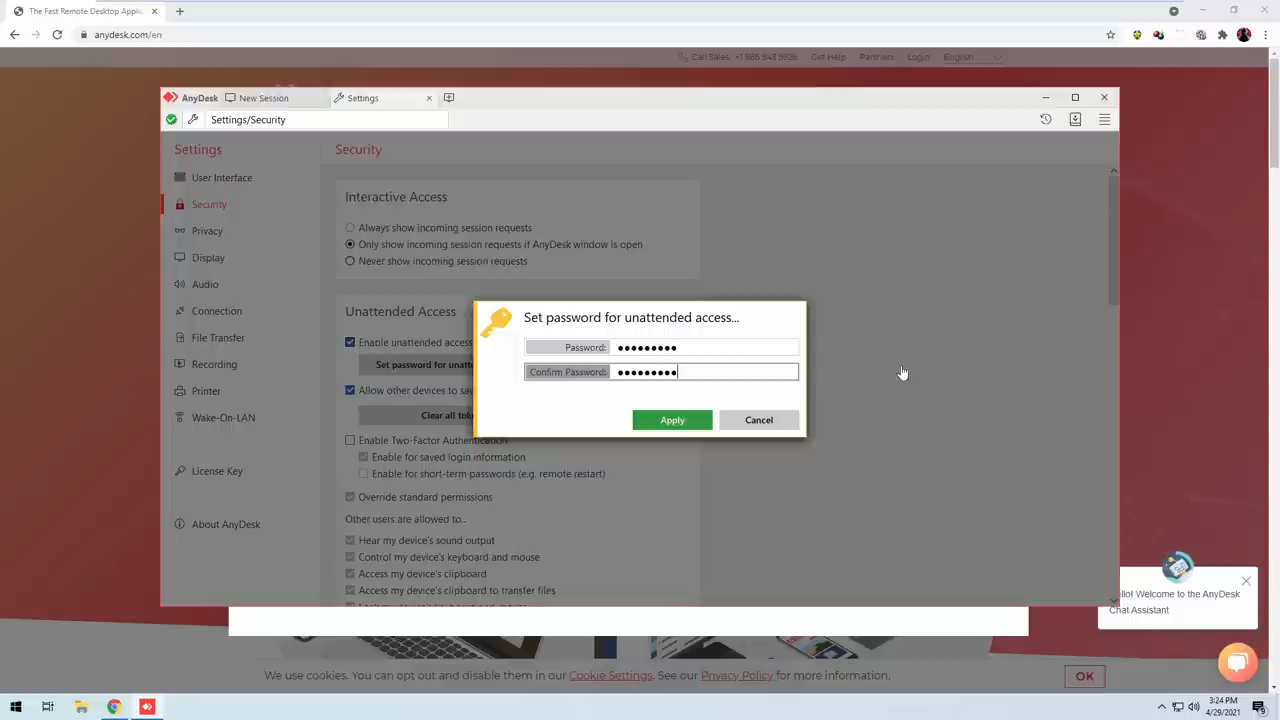 The Fast Remote Desktop Appli
anydesk.com/en
Call Sales: +1 866 943 9926 Get Help Partners Login English
AnyDesk New Session Settings
Settings/Security
Settings
User Interface
Security
Privacy
Display
Audio
Connection
File Transfer
Recording
Printer
Wake-On-LAN
License Key
About AnyDesk
Security
Interactive Access
Always show incoming session requests
Only show incoming session requests if AnyDesk window is open
Never show incoming session requests
Unattended Access
Enable unattended access
Set password for unatt
Allow other devices to sa
Clear all tok
Enable Two-Factor Authentication
Enable for saved login information
Enable for short-term passwords (e.g. remote restart)
Override standard permissions
Other users are allowed to..
Hear my device's sound output
Control my device's keyboard and mouse
Access my device's clipboard
Access my device's clipboard to transfer files
Set password for unattended access...
Password: ●●●●●●●●●
Confirm Password: ●●●●●●●●●
Apply Cancel
ello! Welcome to the AnyDesk
Chat Assistant
We use cookies. You can opt out and disable them in our Cookie Settings. See our Privacy Policy for more information.
OK
3:24 PM
4/29/2021
9